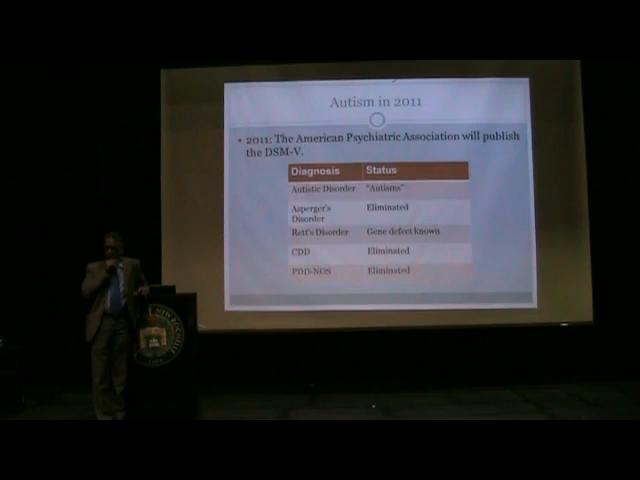 Autism in 2011
• 2011: The American Psychiatric Association will publish
the DSM-V.
Diagnosis Status
Autistic Disorder "Autisms"
Asperger's Eliminated
Disorder
Rett's Disorder Gene defect known
CDD Eliminated
PDD-NOS Eliminated